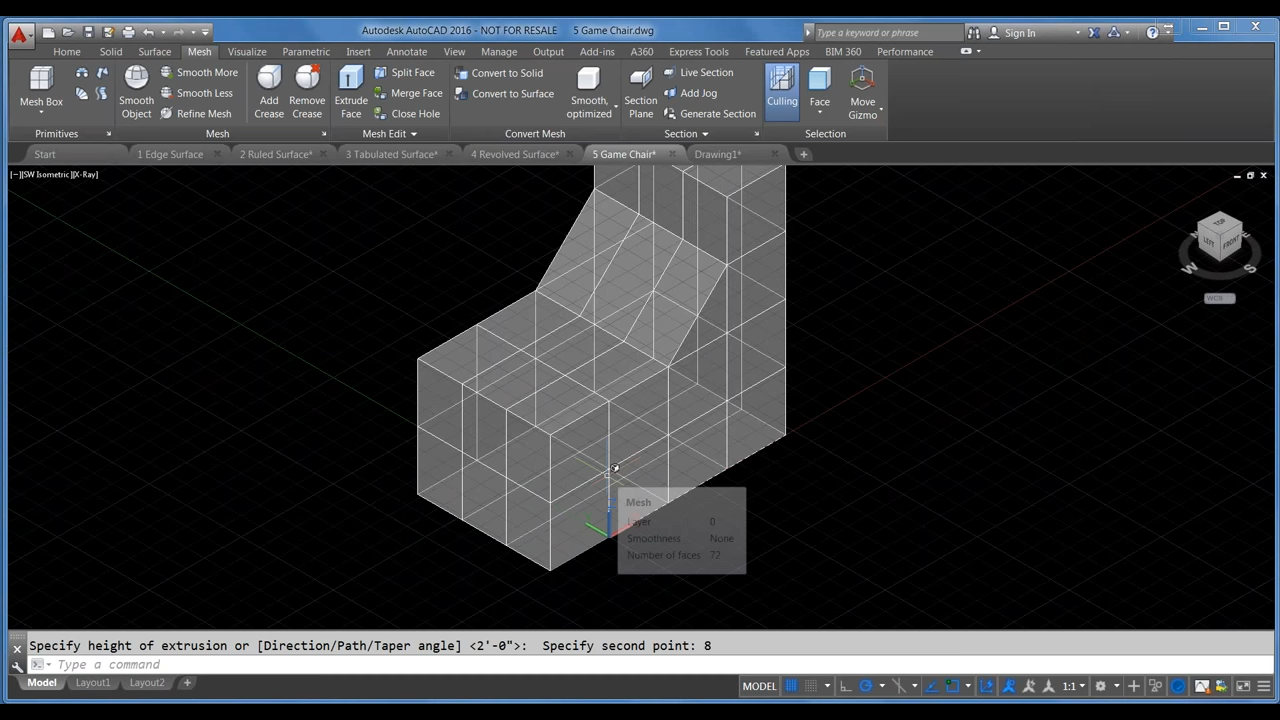 Autodesk AutoCAD 2016 - NOT FOR RESALE 5 Game Chair.dwg
Type a keyword or phrase
Sign In
Home Solid Surface Mesh Visualize Parametric Insert Annotate View Manage Output Add-ins A360 Express Tools Featured Apps BIM 360 Performance
Mesh Box
Smooth Object
Smooth More
Smooth Less
Refine Mesh
Add Crease
Remove Crease
Extrude Face
Split Face
Merge Face
Close Hole
Convert to Solid
Convert to Surface
Smooth, optimized
Section Plane
Live Section
Add Jog
Generate Section
Culling
Face
Move Gizmo
Primitives Mesh Mesh Edit Convert Mesh Section Selection
Start 1 Edge Surface 2 Ruled Surface* 3 Tabulated Surface* 4 Revolved Surface* 5 Game Chair* Drawing1*
[−][SW Isometric][X-Ray]
TOP
LEFT FRONT
W S
WCS
Mesh
Layer 0
Smoothness None
Number of faces 72
Specify height of extrusion or [Direction/Path/Taper angle] <2'-0">: Specify second point: 8
Type a command
Model Layout1 Layout2
MODEL 1:1